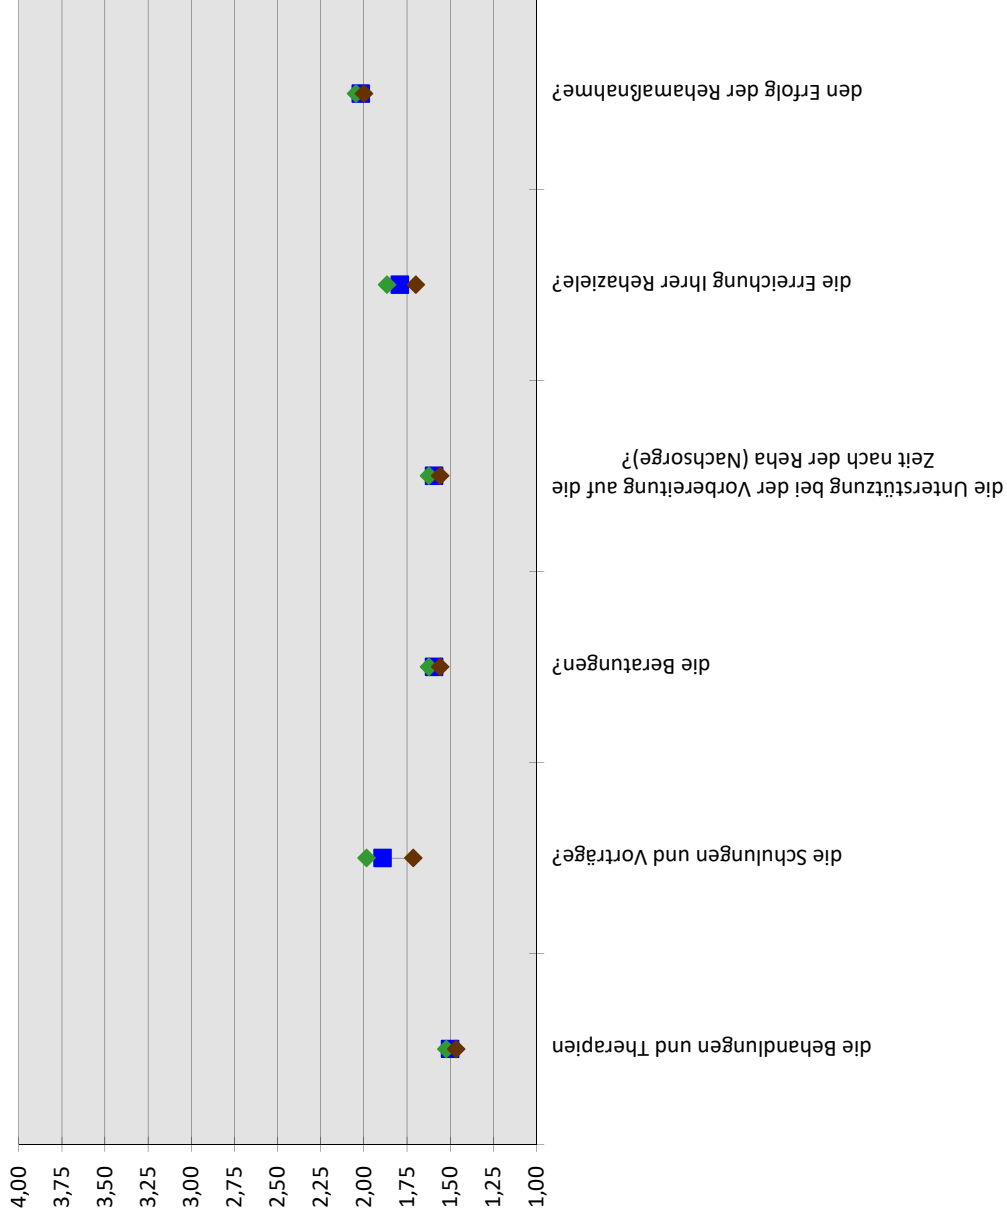 die Behandlungen und Therapien
die Schulungen und Vorträge?
die Beratungen?
die Unterstützung bei der Vorbereitung auf die
Zeit nach der Reha (Nachsorge)?
die Erreichung Ihrer Rehaziele?
den Erfolg der Rehamaßnahme?
1,00
1,25
1,50
1,75
2,00
2,25
2,50
2,75
3,00
3,25
3,50
3,75
4,00